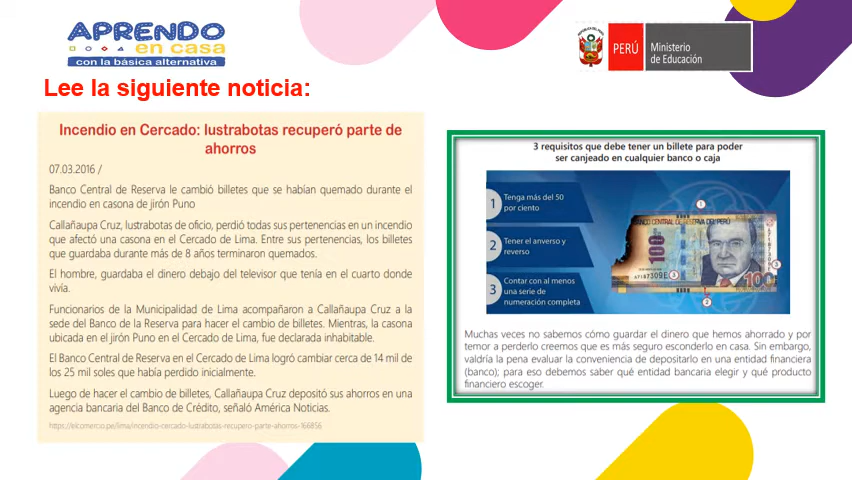 APRENDO
en casa
con la básica alternativa
PERÚ
Ministerio
de Educación
Lee la siguiente noticia:
Incendio en Cercado: lustrabotas recuperó parte de
ahorros
07.03.2016 /
Banco Central de Reserva le cambió billetes que se habían quemado durante el
incendio en casona de jirón Puno
Callañaupa Cruz, lustrabotas de oficio, perdió todas sus pertenencias en un incendio
que afectó una casona en el Cercado de Lima. Entre sus pertenencias, los billetes
que guardaba durante más de 8 años terminaron quemados.
El hombre, guardaba el dinero debajo del televisor que tenía en el cuarto donde
vivía.
Funcionarios de la Municipalidad de Lima acompañaron a Callañaupa Cruz a la
sede del Banco de la Reserva para hacer el cambio de billetes. Mientras, la casona
ubicada en el jirón Puno en el Cercado de Lima, fue declarada inhabitable.
El Banco Central de Reserva en el Cercado de Lima logró cambiar cerca de 14 mil de
los 25 mil soles que había perdido inicialmente.
Luego de hacer el cambio de billetes, Callañaupa Cruz depositó sus ahorros en una
agencia bancaria del Banco de Crédito, señaló América Noticias.
https://elcomercio.pe/lima/incendio-cercado-lustrabotas-recupero-parte-ahorros-166856
3 requisitos que debe tener un billete para poder
ser canjeado en cualquier banco o caja
1 Tenga más del 50
por ciento
2 Tener el anverso y
reverso
3 Contar con al menos
una serie de
numeración completa
1
BANCO CENTRAL DE RESERVA DEL PERÚ
100
A7187309E
3
3
100
2
Muchas veces no sabemos cómo guardar el dinero que hemos ahorrado y por
temor a perderlo creemos que es más seguro esconderlo en casa. Sin embargo,
valdría la pena evaluar la conveniencia de depositarlo en una entidad financiera
(banco); para eso debemos saber qué entidad bancaria elegir y qué producto
financiero escoger.